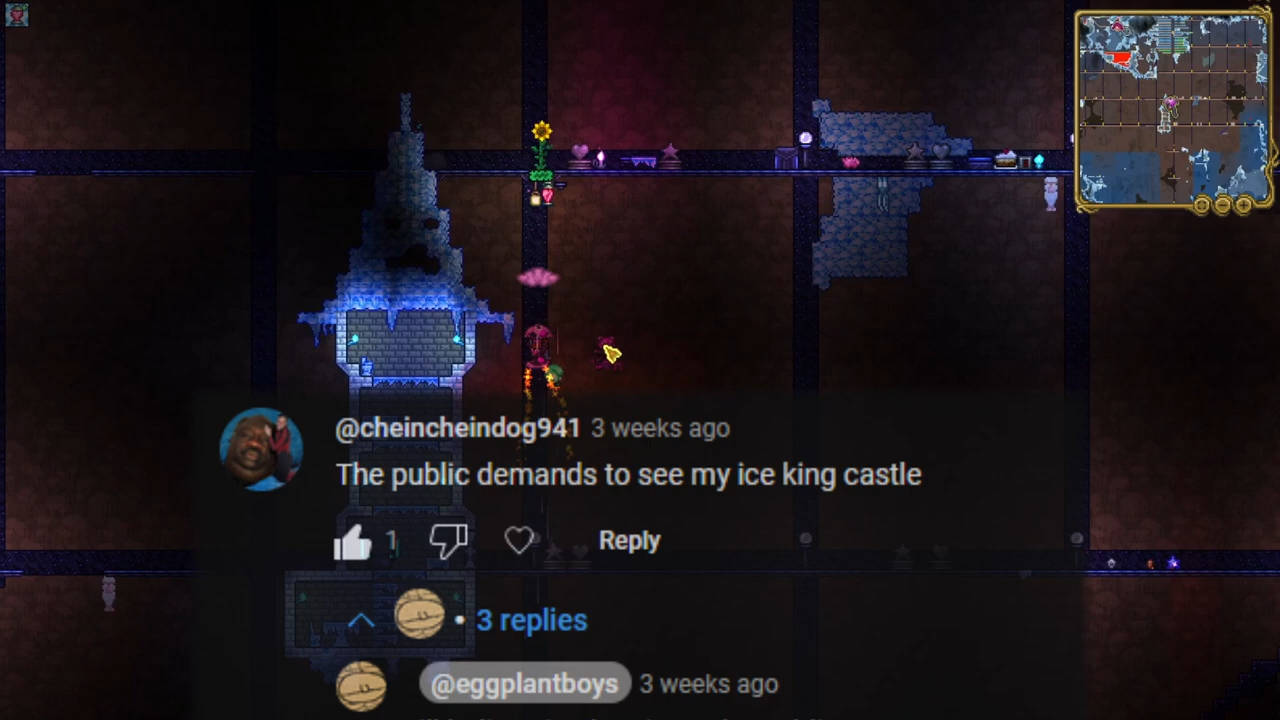 @cheincheindog941 3 weeks ago
The public demands to see my ice king castle
1 Reply
3 replies
@eggplantboys 3 weeks ago